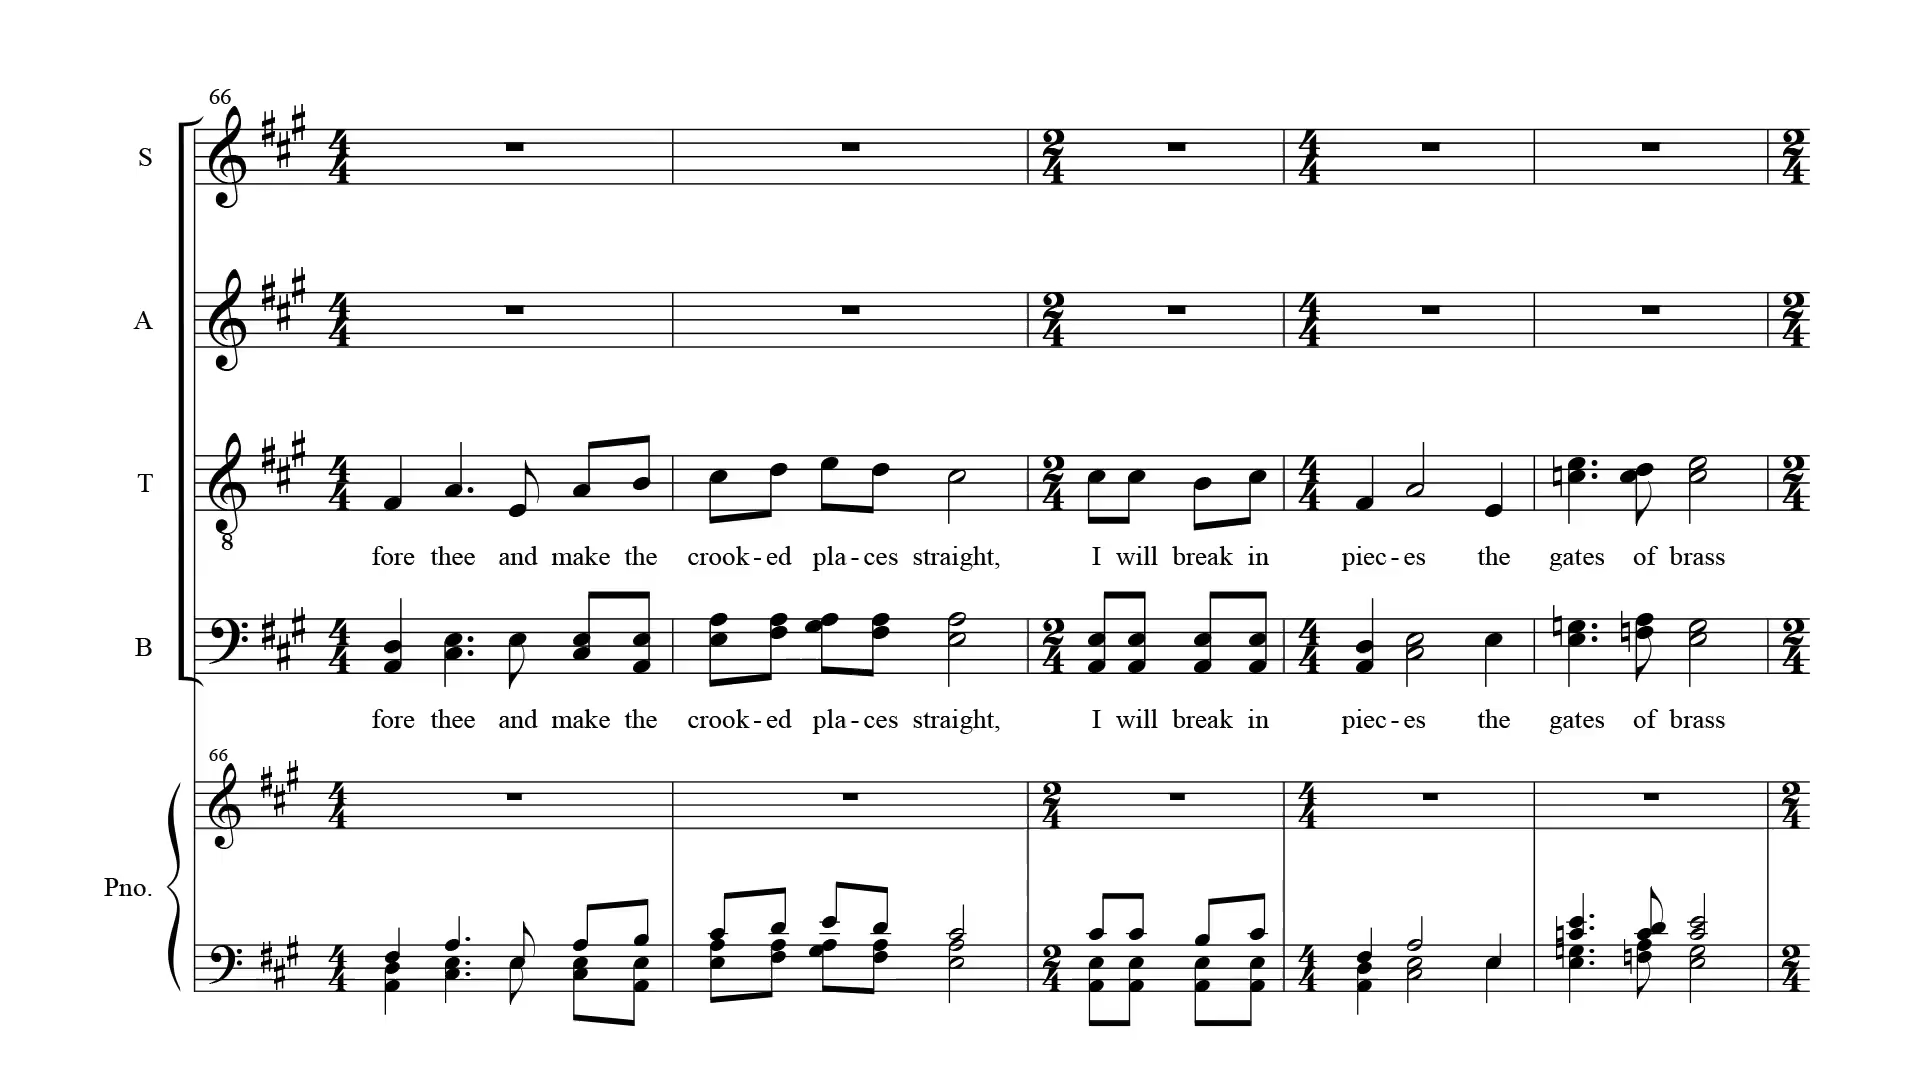 66
S
A
T
8
fore thee and make the crook - ed pla - ces straight, I will break in piec - es the gates of brass
B
fore thee and make the crook - ed pla - ces straight, I will break in piec - es the gates of brass
66
Pno.